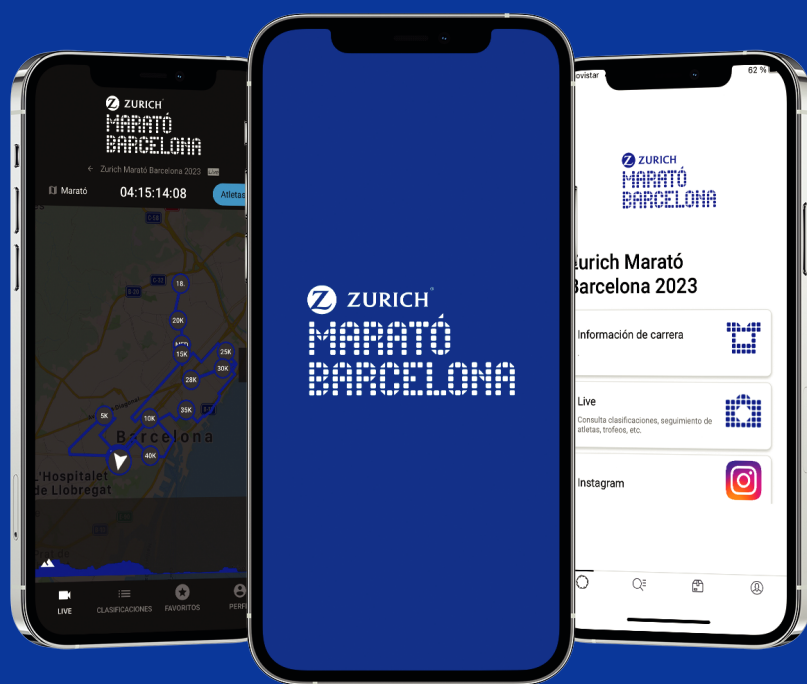 ZURICH
MARATÓ
BARCELONA
← Zurich Marató Barcelona 2023
Marató
04:15:14:08
Atletas
18.
20K
15K
25K
30K
28K
35K
5K
10K
40K
Barcelona
L'Hospitalet
de Llobregat
LIVE
CLASIFICACIONES
FAVORITOS
ZURICH
MARATÓ
BARCELONA
62 %
ZURICH
MARATÓ
BARCELONA
Zurich Marató
Barcelona 2023
Información de carrera
.
Live
Consulta clasificaciones, seguimiento de
atletas, trofeos, etc.
Instagram